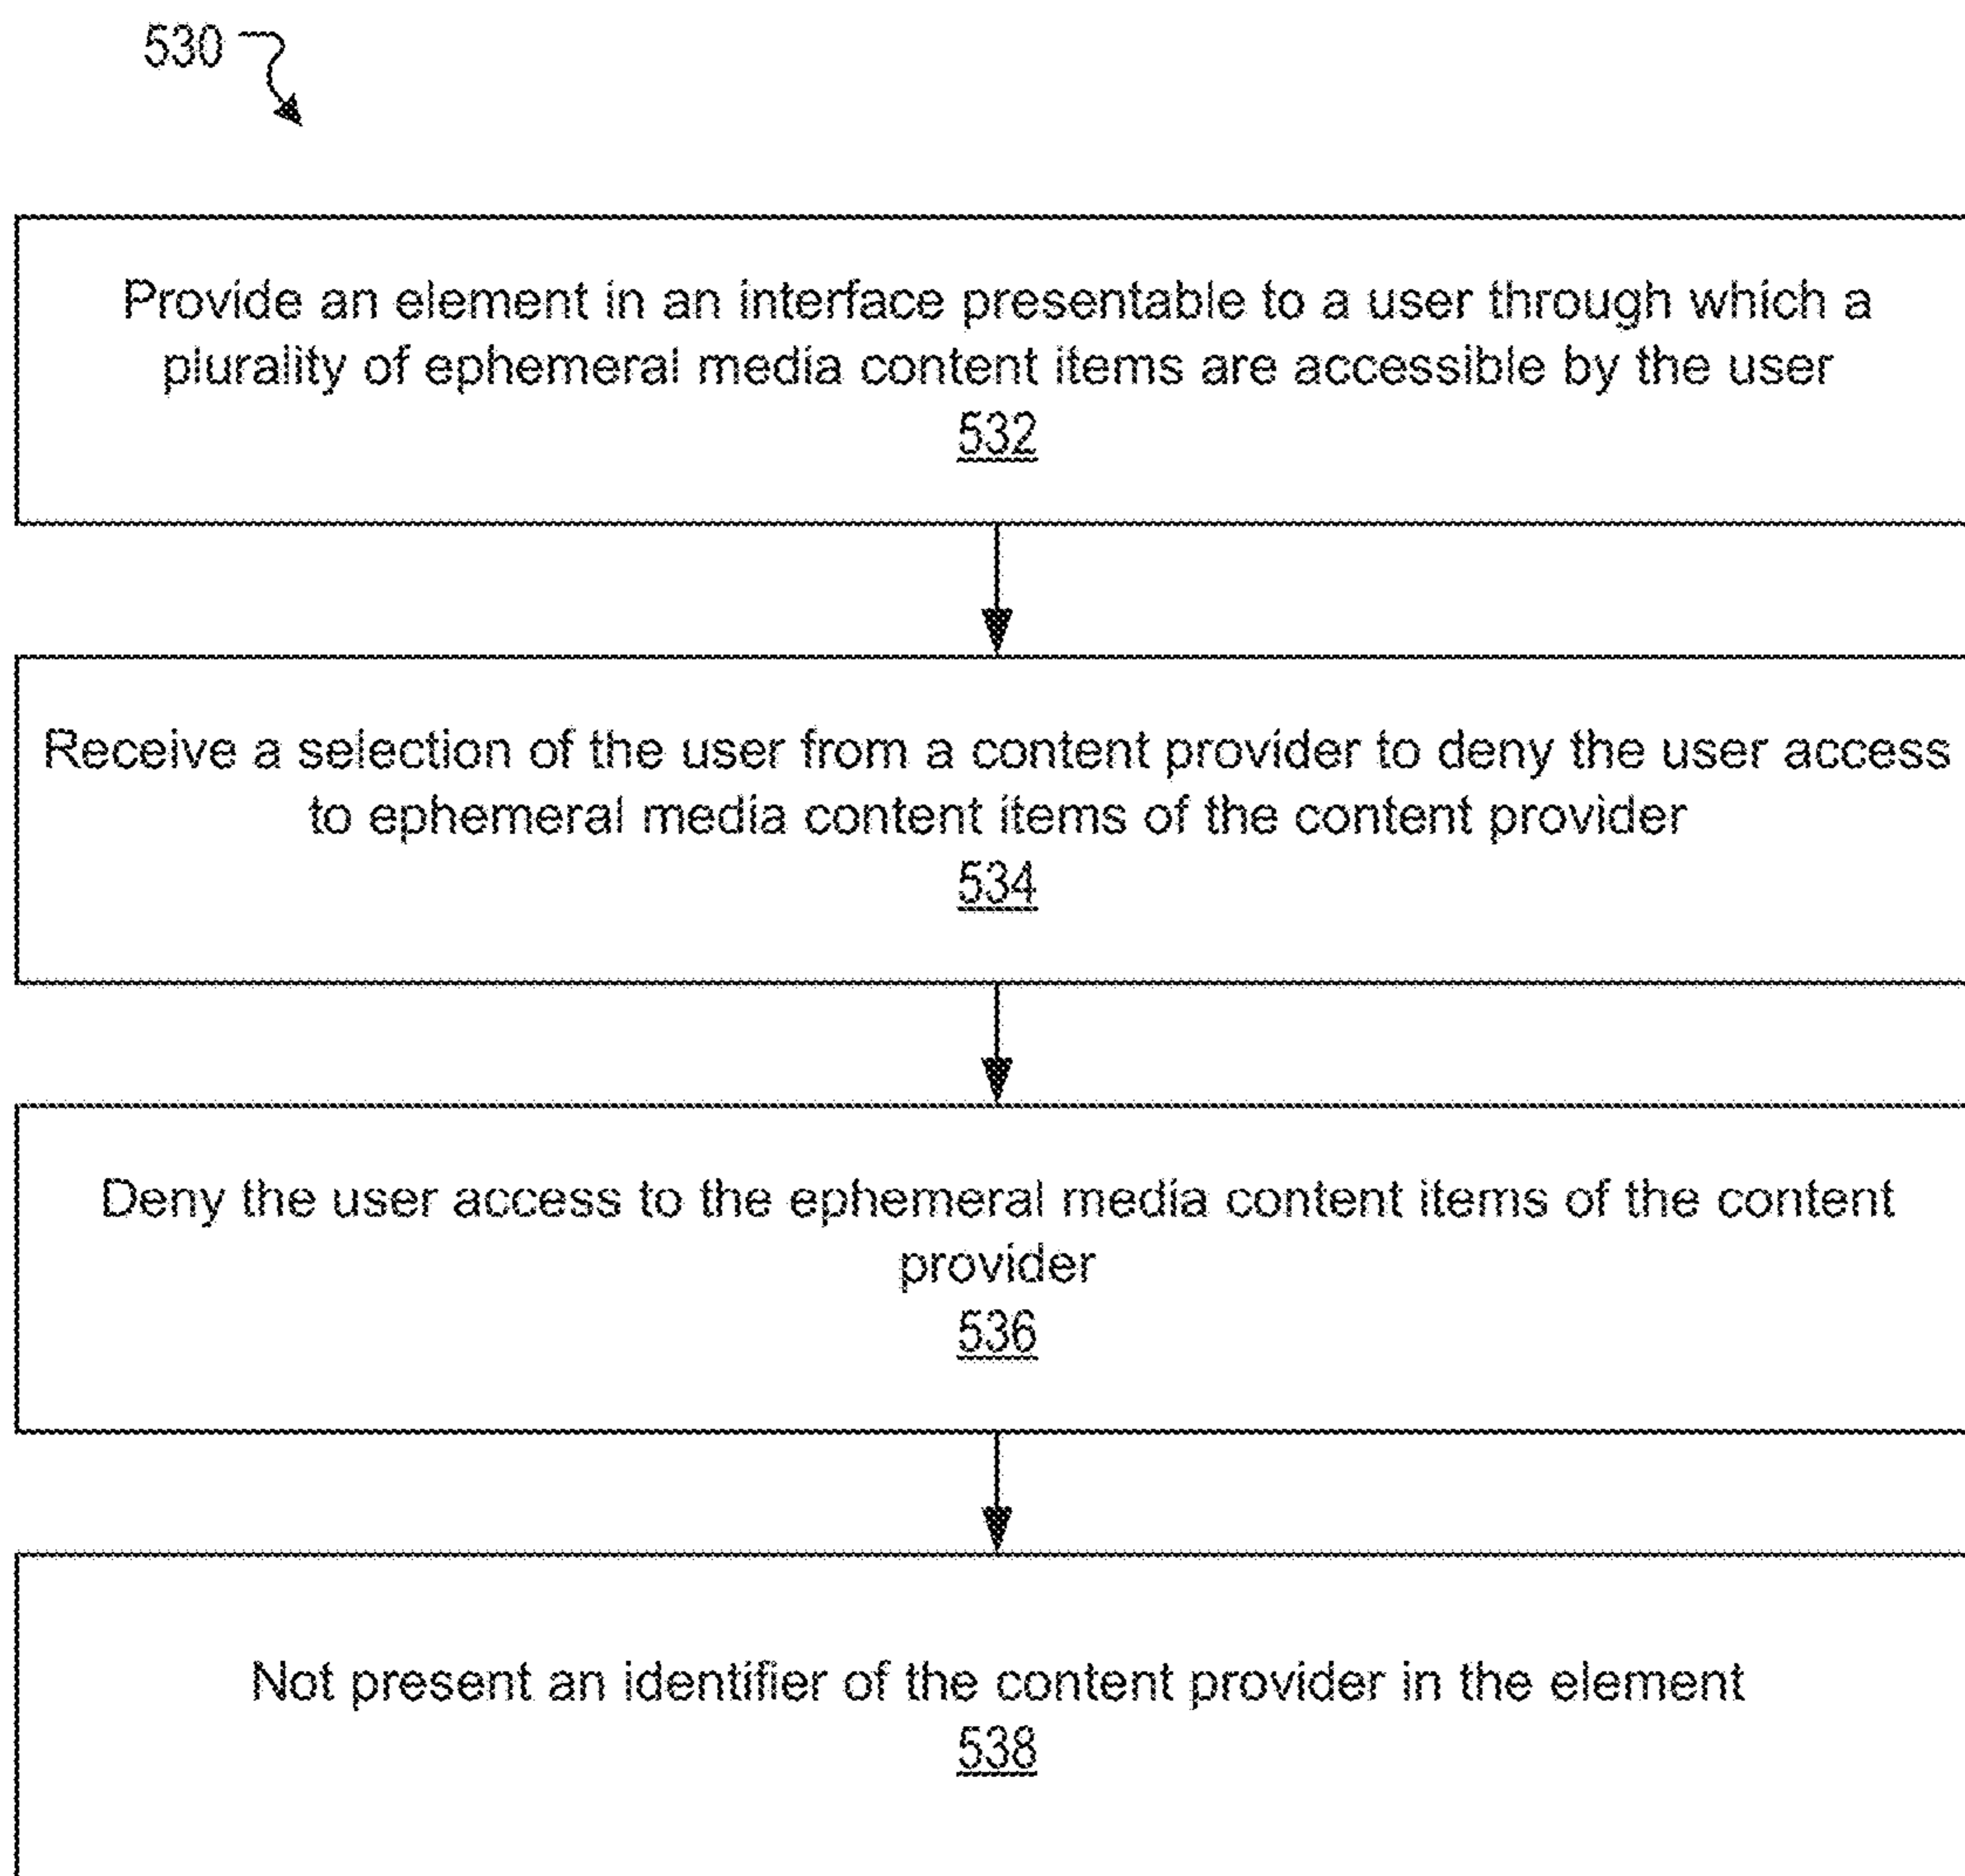 530
Provide an element in an interface presentable to a user through which a
plurality of ephemeral media content items are accessible by the user
532
Receive a selection of the user from a content provider to deny the user access
to ephemeral media content items of the content provider
534
Deny the user access to the ephemeral media content items of the content
provider
536
Not present an identifier of the content provider in the element
538